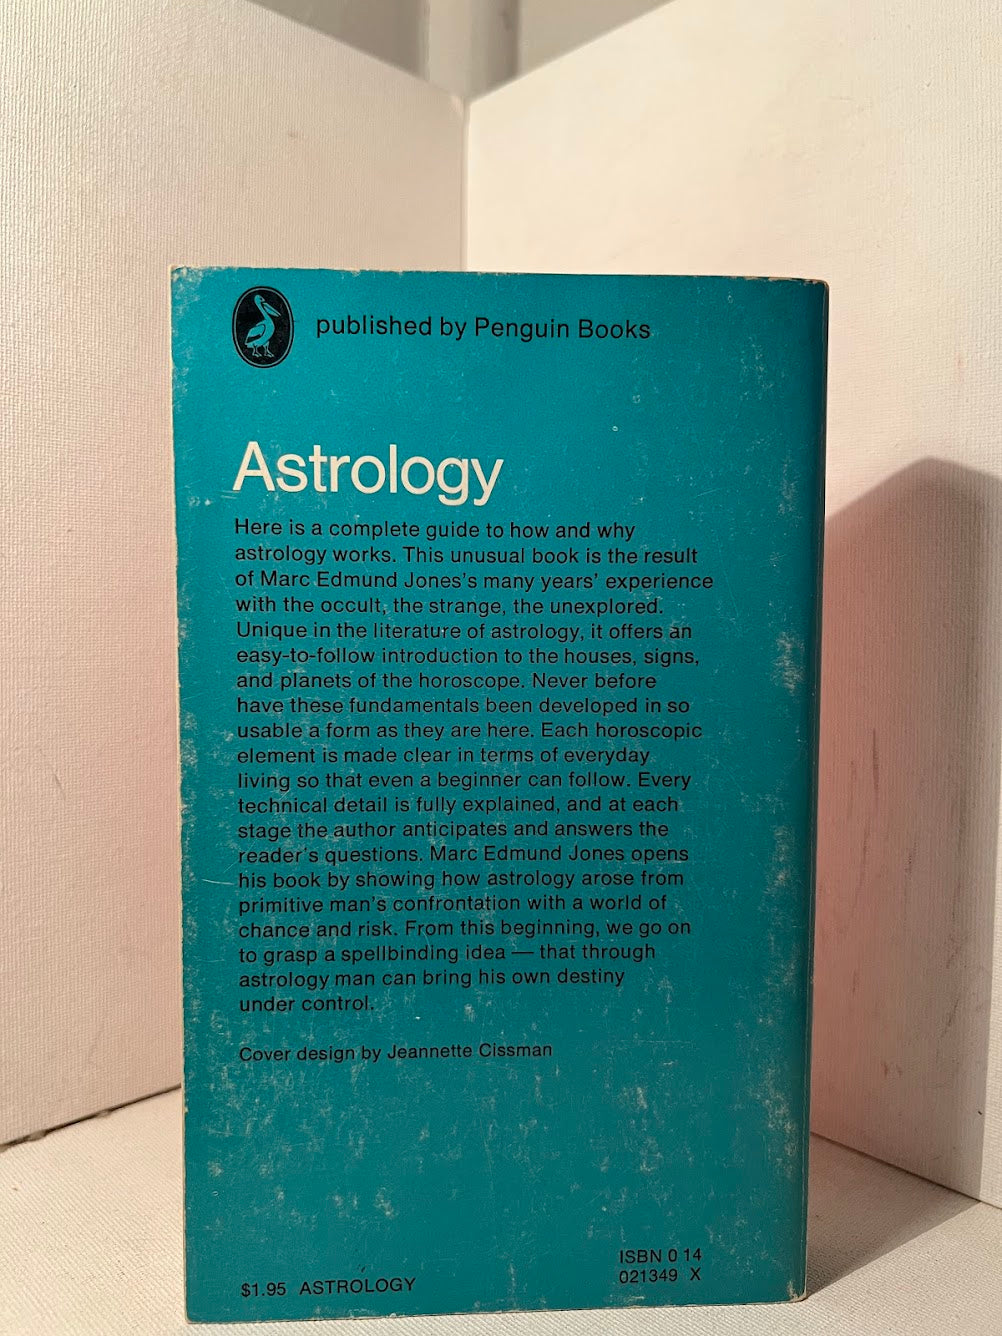 published by Penguin Books
Astrology
Here is a complete guide to how and why
astrology works. This unusual book is the result
of Marc Edmund Jones's many years' experience
with the occult, the strange, the unexplored.
Unique in the literature of astrology, it offers an
easy-to-follow introduction to the houses, signs,
and planets of the horoscope. Never before
have these fundamentals been developed in so
usable a form as they are here. Each horoscopic
element is made clear in terms of everyday
living so that even a beginner can follow. Every
technical detail is fully explained, and at each
stage the author anticipates and answers the
reader's questions. Marc Edmund Jones opens
his book by showing how astrology arose from
primitive man's confrontation with a world of
chance and risk. From this beginning, we go on
to grasp a spellbinding idea — that through
astrology man can bring his own destiny
under control.
Cover design by Jeannette Cissman
ISBN 0 14
021349 X
$1.95 ASTROLOGY